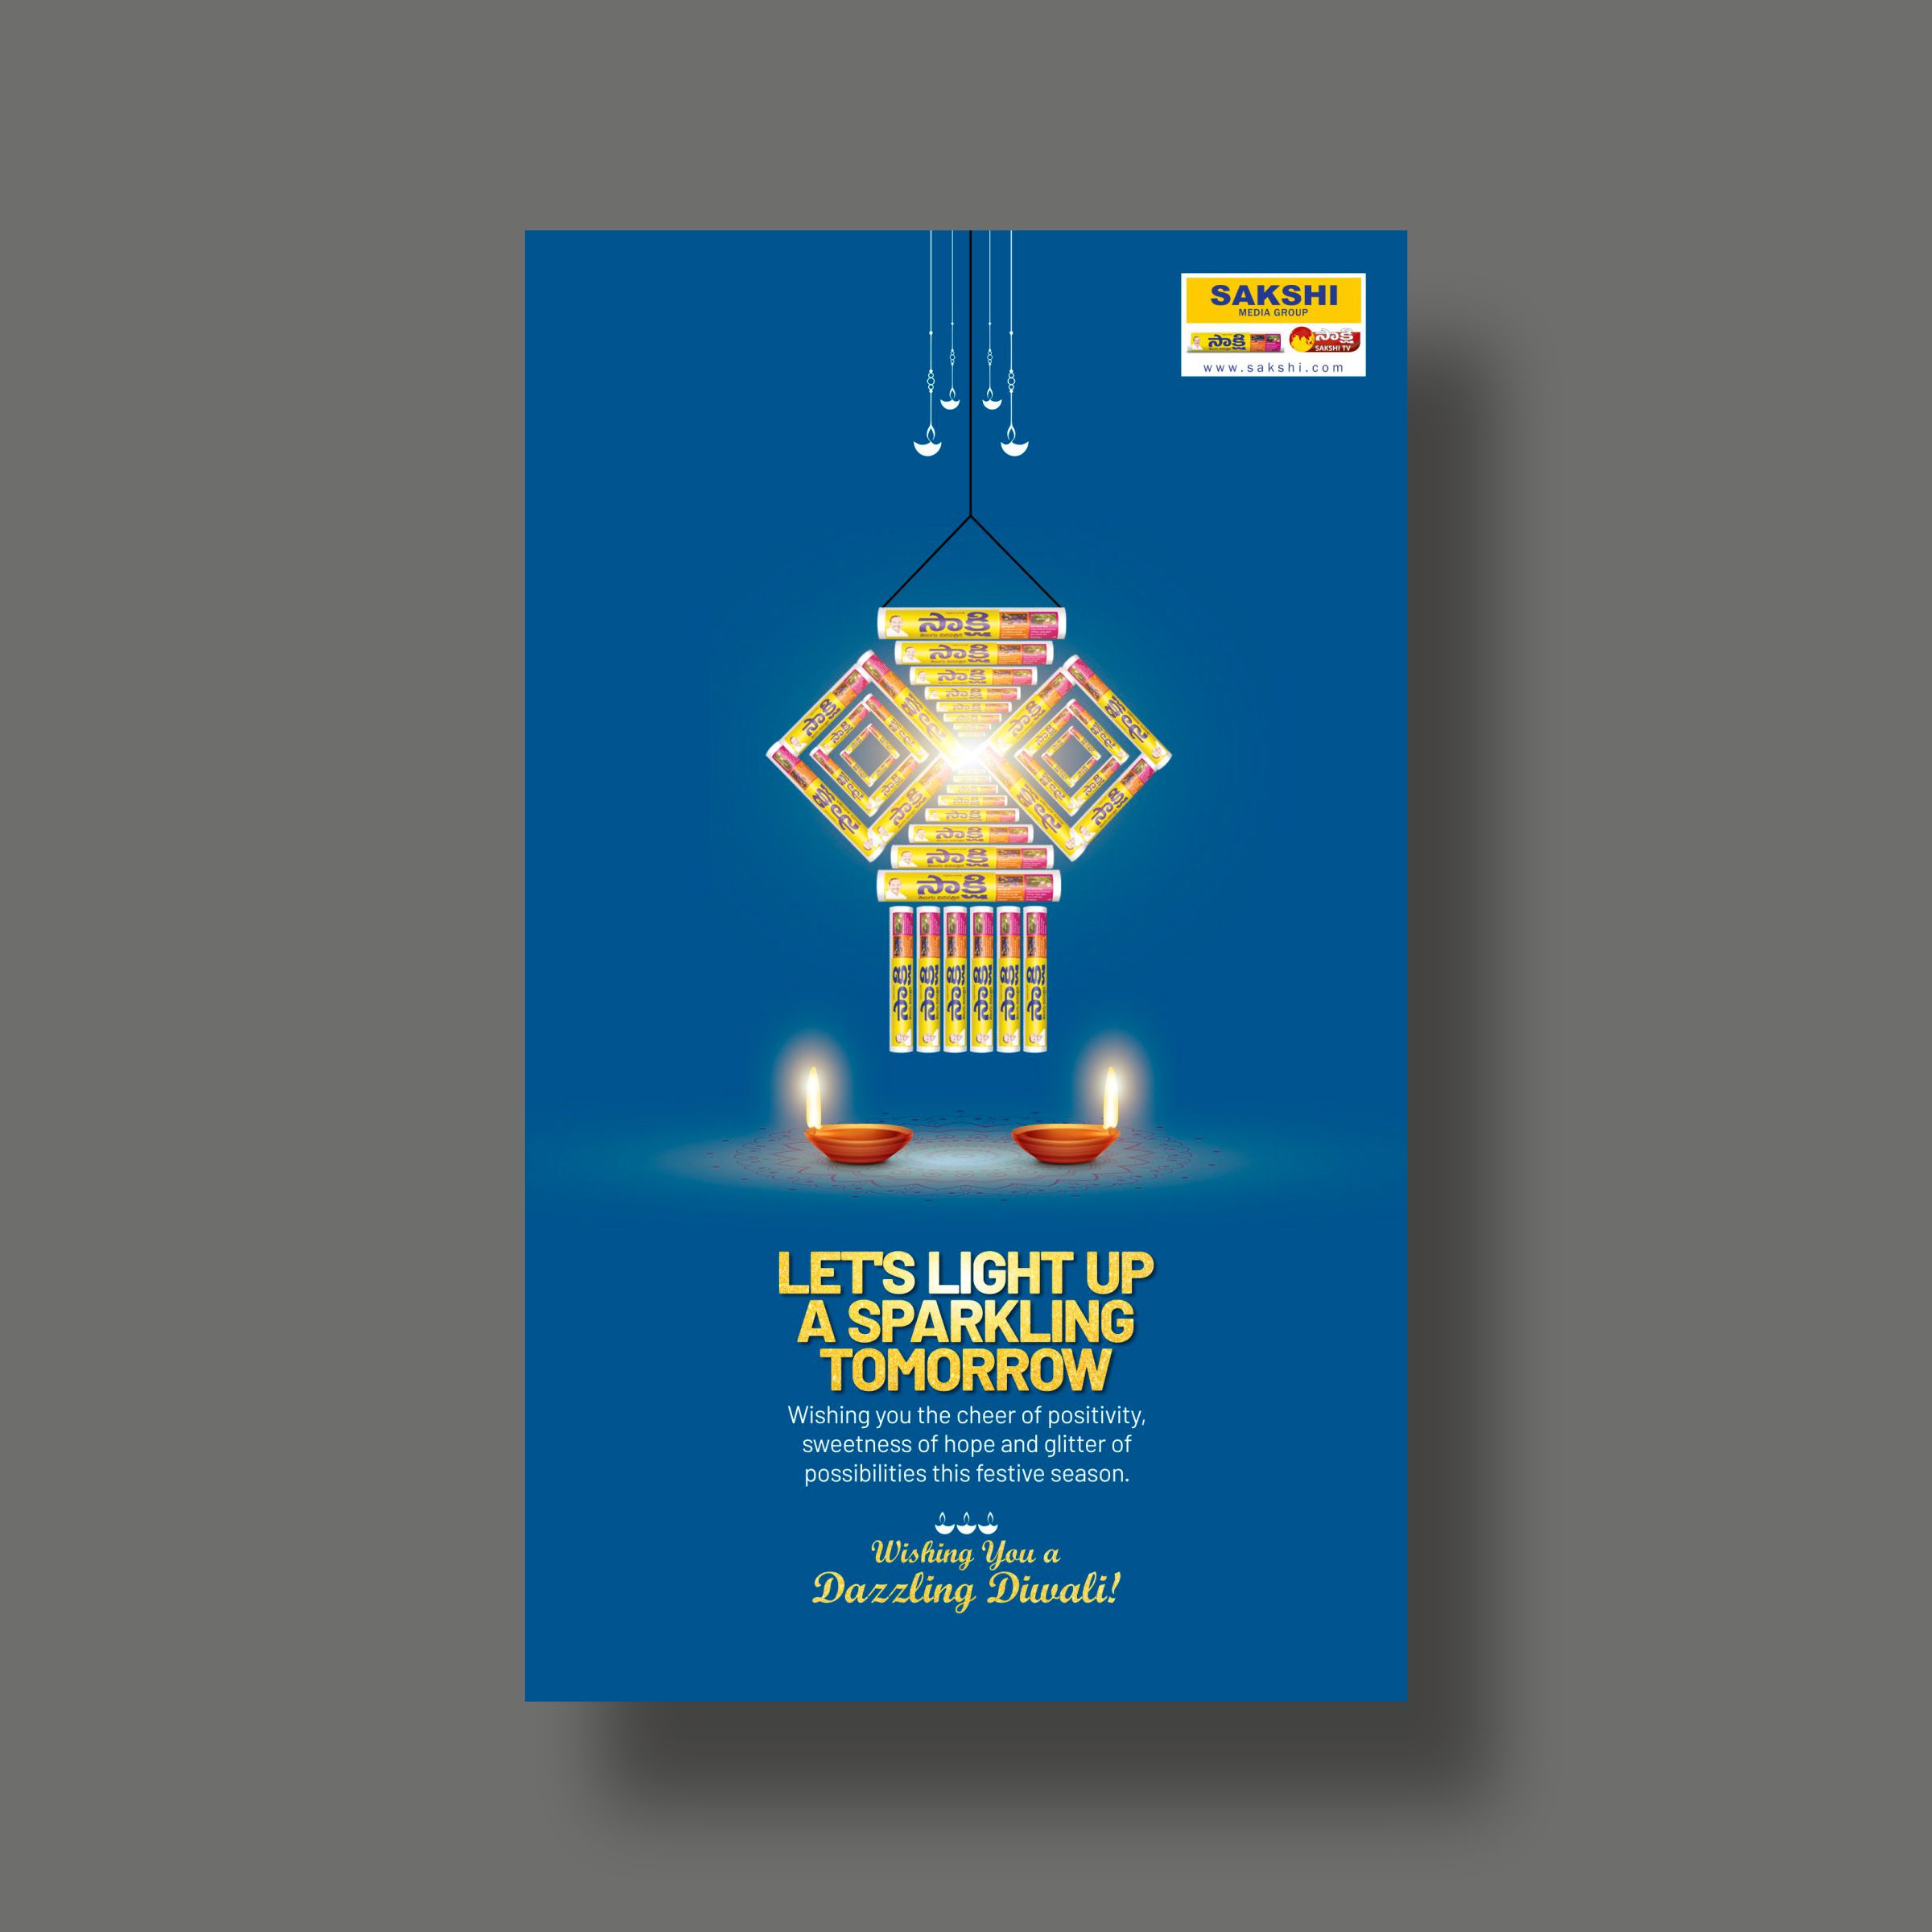 SAKSHI
MEDIA GROUP
సాక్షి
సాక్షి
SAKSHI TV
www.sakshi.com
సాక్షి
సాక్షి
సాక్షి
సాక్షి
సాక్షి
సాక్షి
సాక్షి
LET'S LIGHT UP
A SPARKLING
TOMORROW
Wishing you the cheer of positivity,
sweetness of hope and glitter of
possibilities this festive season.
Wishing You a
Dazzling Diwali!